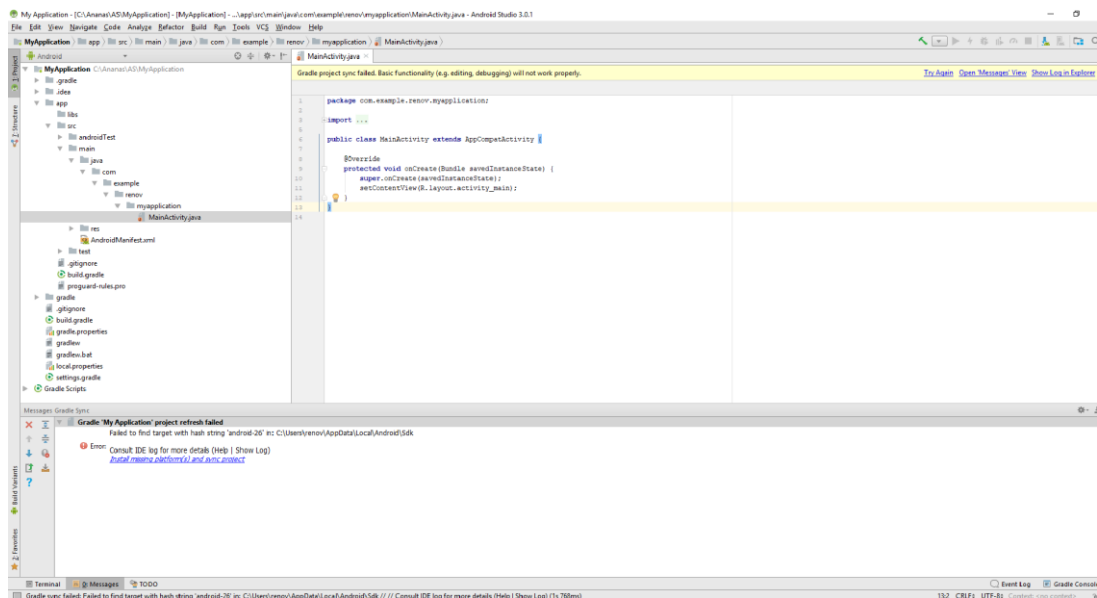 My Application - [C:\Ananas\AS\MyApplication] - [MyApplication] - ...\app\src\main\java\com\example\renov\myapplication\MainActivity.java - Android Studio 3.0.1
File Edit View Navigate Code Analyze Refactor Build Run Tools VCS Window Help
MyApplication app src main java com example renov myapplication MainActivity.java
Android
MainActivity.java
1: Project
MyApplication C:\Ananas\AS\MyApplication
Gradle project sync failed. Basic functionality (e.g. editing, debugging) will not work properly.
Try Again Open 'Messages' View Show Log in Explorer
.gradle
.idea
app
libs
src
androidTest
main
java
com
example
renov
myapplication
MainActivity.java
res
AndroidManifest.xml
test
.gitignore
build.gradle
proguard-rules.pro
gradle
.gitignore
build.gradle
gradle.properties
gradlew
gradlew.bat
local.properties
settings.gradle
Gradle Scripts
Z: Structure
1 package com.example.renov.myapplication;
2
3 import ...
5
6 public class MainActivity extends AppCompatActivity {
7
8 @Override
9 protected void onCreate(Bundle savedInstanceState) {
10 super.onCreate(savedInstanceState);
11 setContentView(R.layout.activity_main);
12 }
13 }
14
Messages Gradle Sync
Gradle 'My Application' project refresh failed
Error:
Failed to find target with hash string 'android-26' in: C:\Users\renov\AppData\Local\Android\Sdk
Consult IDE log for more details (Help | Show Log)
Install missing platform(s) and sync project
Build Variants
2: Favorites
Terminal 0: Messages TODO
Event Log Gradle Console
Gradle sync failed: Failed to find target with hash string 'android-26' in: C:\Users\renov\AppData\Local\Android\Sdk // // Consult IDE log for more details (Help | Show Log) (1s 768ms)
13:2 CRLF: UTF-8: Context: <no context>